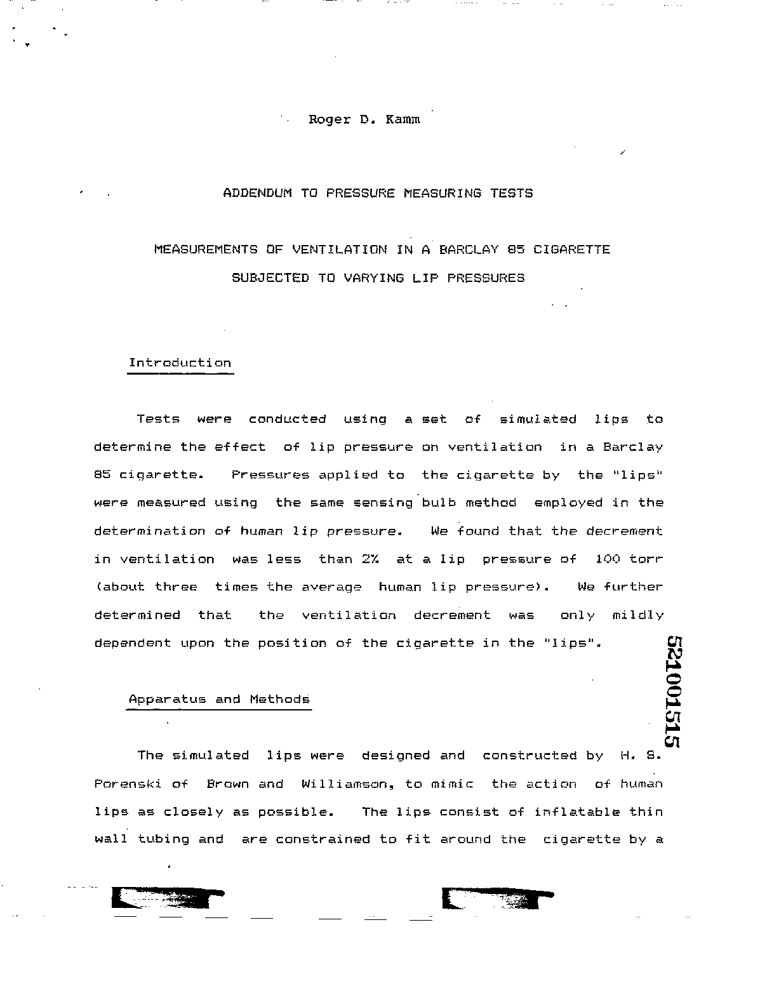 Roger D. Kamm
ADDENDUM TO PRESSURE MEASURING TESTS
MEASUREMENTS OF VENTILATION IN A BARCLAY 85 CIGARETTE
SUBJECTED TO VARYING LIP PRESSURES
Introduction
Tests were conducted using a set of simulated lips to
determine the effect of lip pressure on ventilation in a Barclay
85 cigarette. Pressures applied to the cigarette by the "lips"
were measured using the same sensing bulb method employed in the
determination of human lip pressure. We found that the decrement
in ventilation was less than 2% at a lip pressure of 100 torr
(about three times the average human lip pressure). We further
determined that the ventilation decrement was only mildly
dependent upon the position of the cigarette in the "lips".
521001515
Apparatus and Methods
The simulated lips were designed and constructed by H. S.
Porenski of Brown and Williamson, to mimic the action of human
lips as closely as possible. The lips consist of inflatable thin
wall tubing and are constrained to fit around the cigarette by a